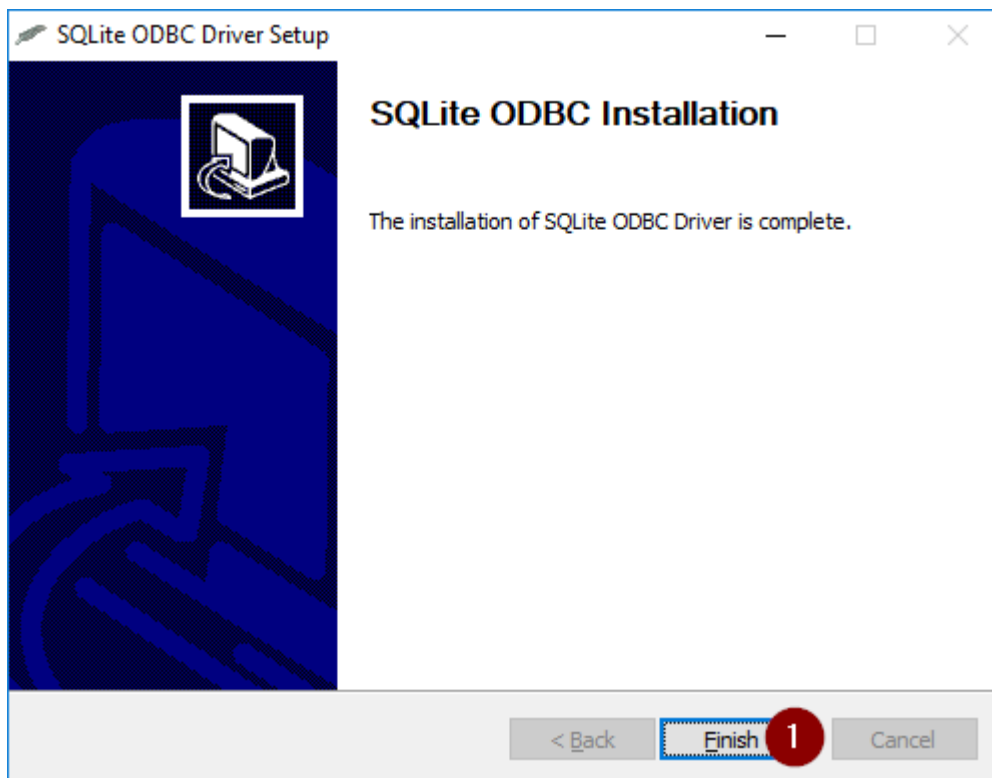 SQLite ODBC Driver Setup
SQLite ODBC Installation
The installation of SQLite ODBC Driver is complete.
< Back
Finish
1
Cancel